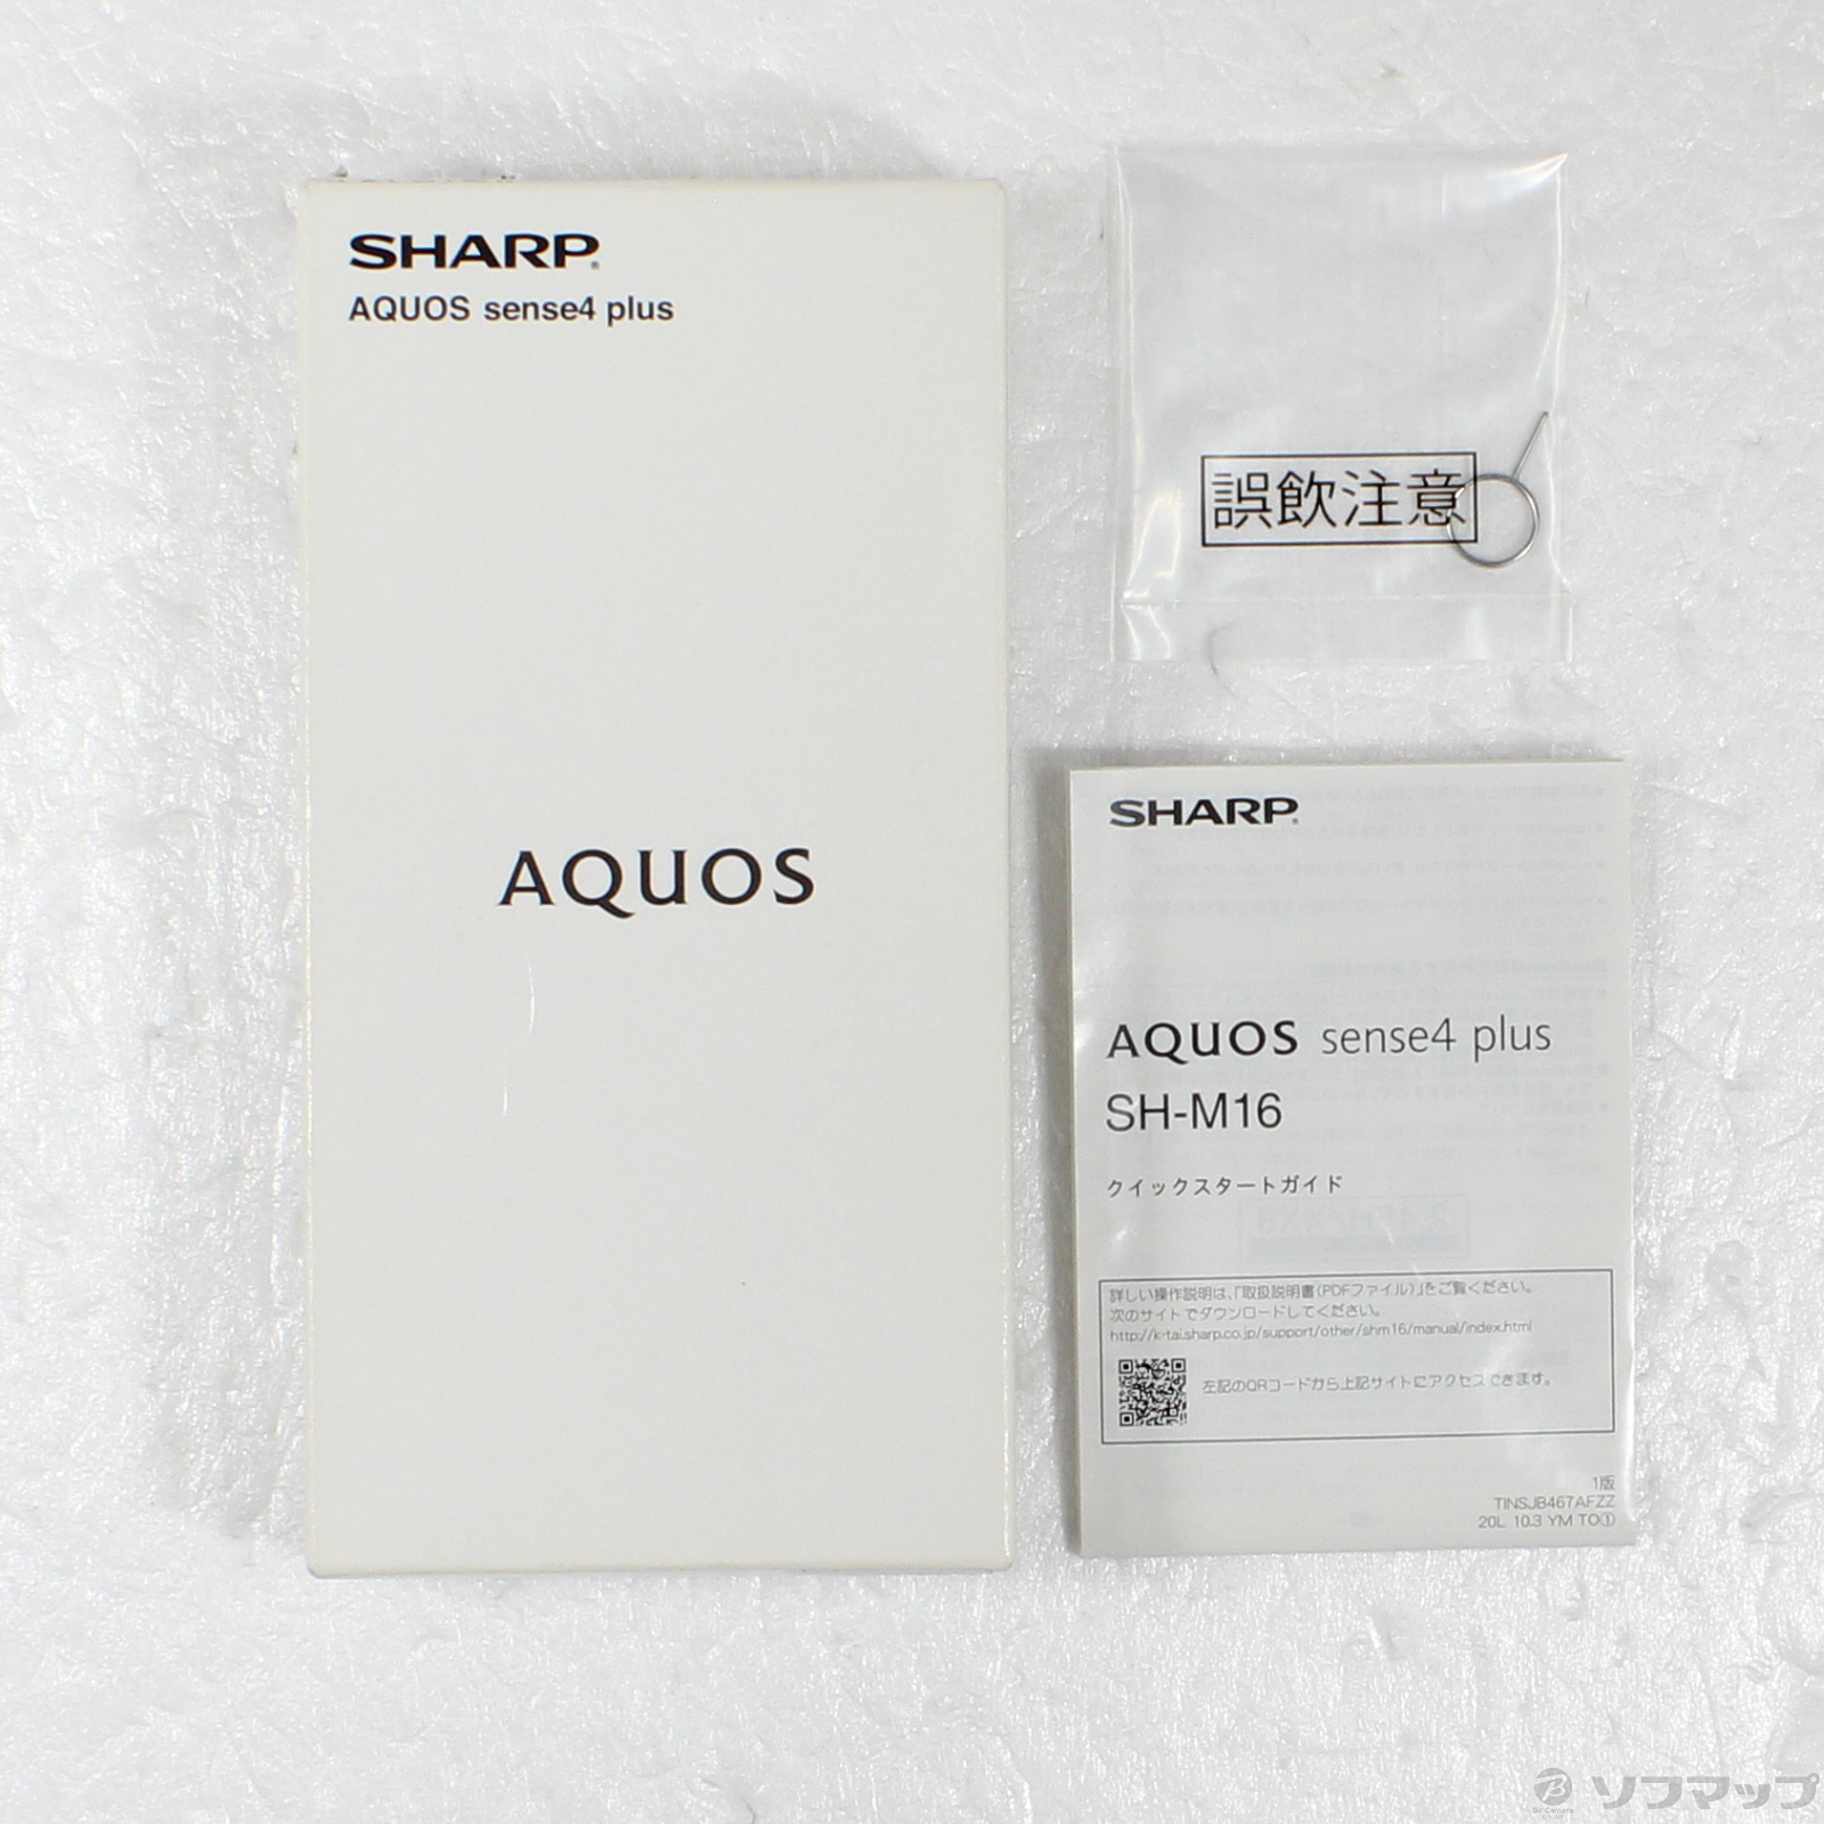 SHARP®
AQUOS sense4 plus
AQUOS
誤飲注意
SHARP®
AQUOS sense4 plus
SH-M16
クイックスタートガイド
詳しい操作説明は、「取扱説明書(PDFファイル)」をご覧ください。
次のサイトでダウンロードしてください。
http://k-tai.sharp.co.jp/support/other/shm16/manual/index.html
左記のQRコードから上記サイトにアクセスできます。
1版
TINSJB467AFZZ
20L 10.3 YM TO①
ソフマップ